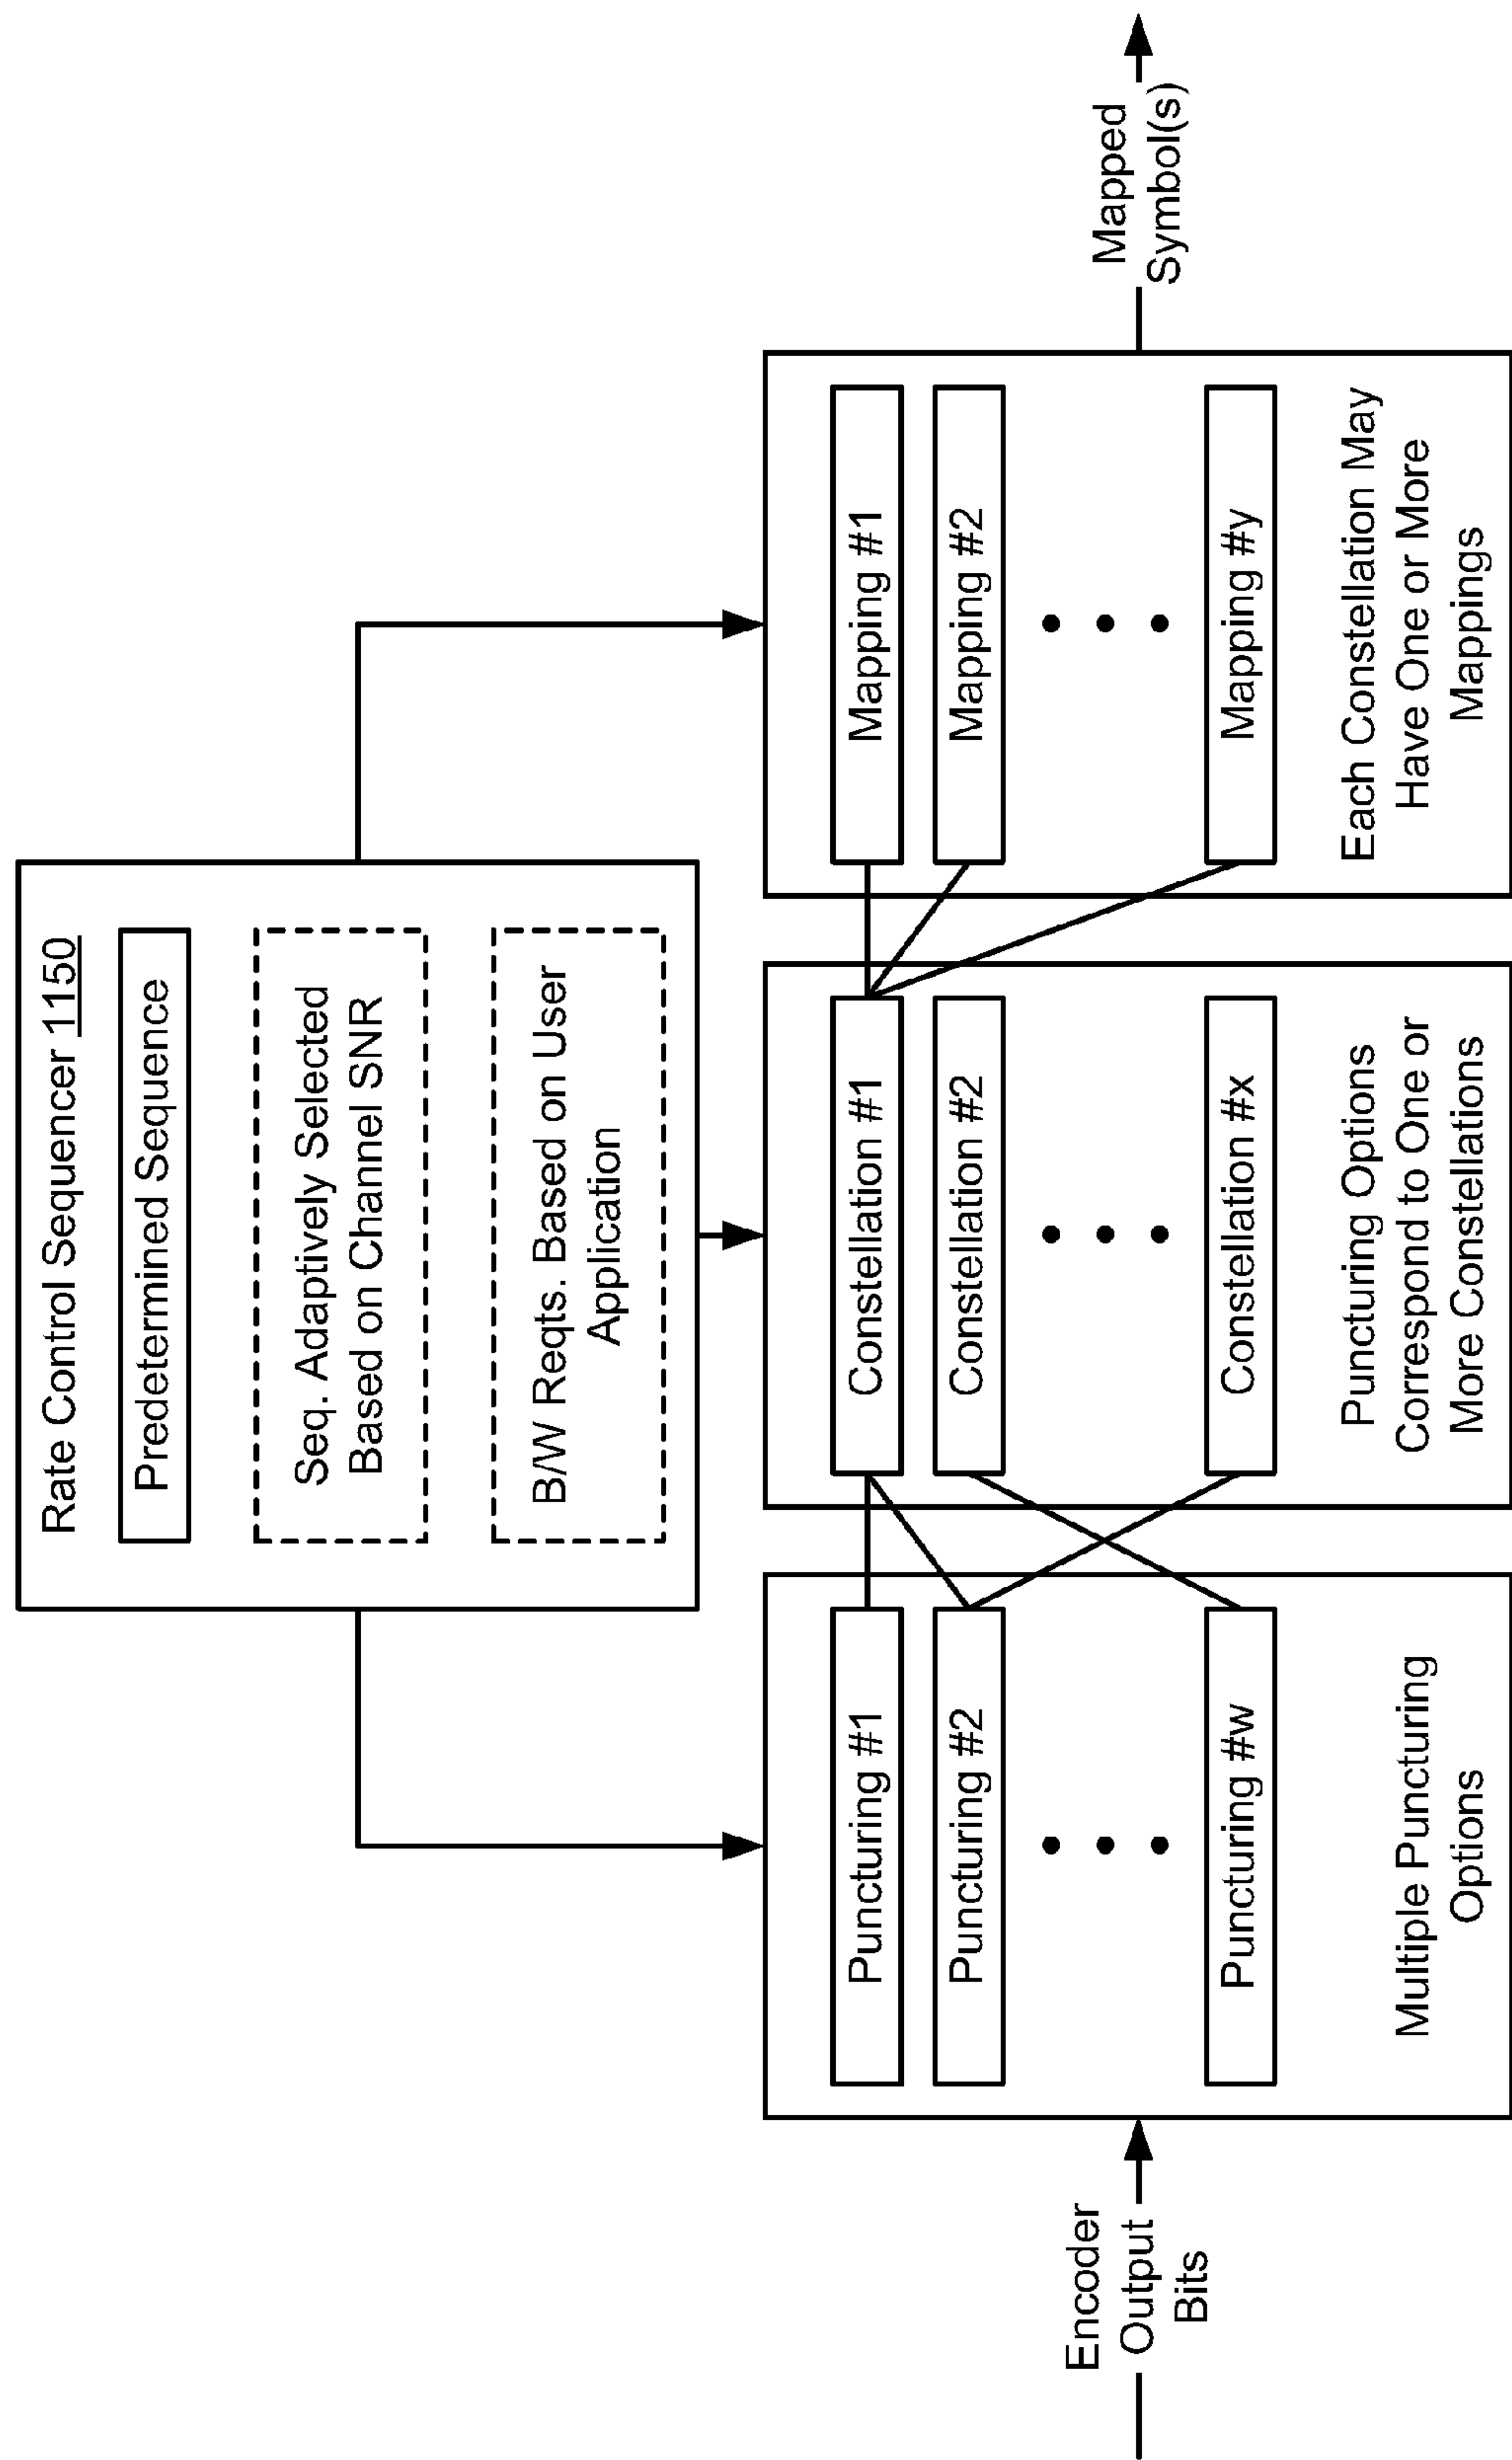 Rate Control Sequencer 1150
Predetermined Sequence
Seq. Adaptively Selected
Based on Channel SNR
B/W Reqts. Based on User
Application
Encoder
Output
Bits
Puncturing #1
Puncturing #2
Puncturing #w
Multiple Puncturing
Options
Constellation #1
Constellation #2
Constellation #x
Puncturing Options
Correspond to One or
More Constellations
Mapping #1
Mapping #2
Mapping #y
Each Constellation May
Have One or More
Mappings
Mapped
Symbol(s)